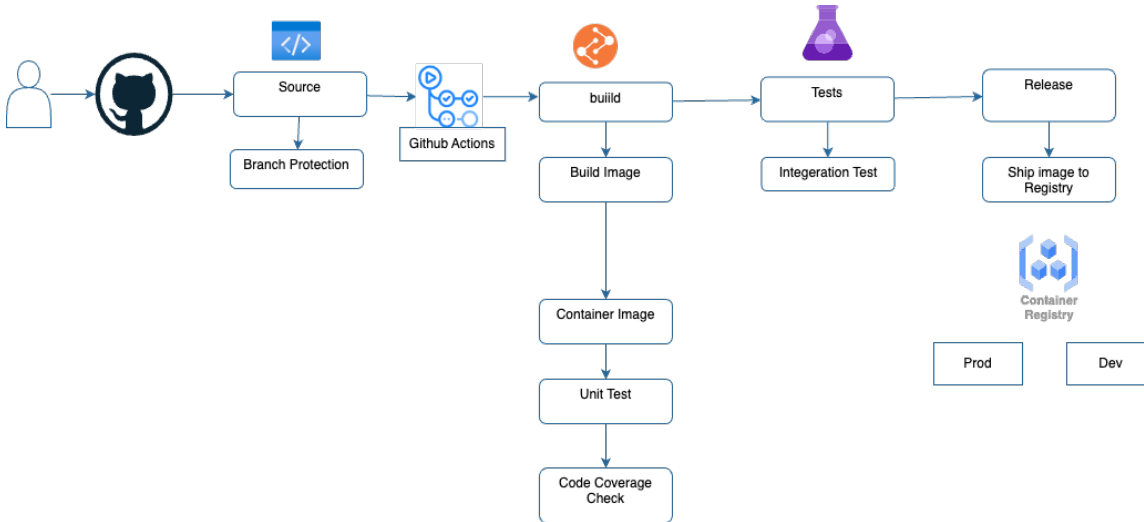 Source
buiild
Tests
Release
Github Actions
Branch Protection
Build Image
Integeration Test
Ship image to
Registry
Container
Registry
Container Image
Prod
Dev
Unit Test
Code Coverage
Check